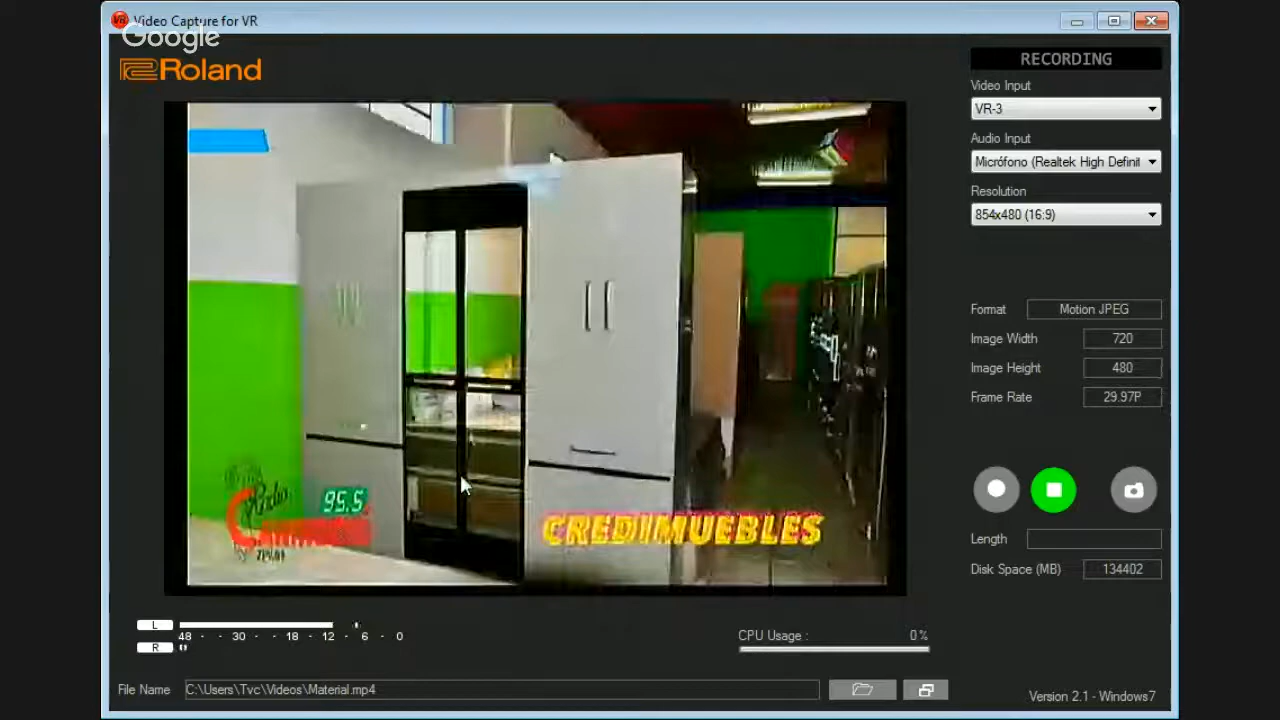 Video Capture for VR
Google
Roland
RECORDING
Video Input
VR-3
Audio Input
Micrófono (Realtek High Definit
Resolution
854x480 (16:9)
Format
Motion JPEG
Image Width
720
Image Height
480
Frame Rate
29.97P
Radio
95.5
CREDIMUEBLES
Length
Disk Space (MB)
134402
L
48 - - 30 - - 18 - 12 - 6 - 0
R
CPU Usage :
0 %
File Name
C:\Users\Tvc\Videos\Material.mp4
Version 2.1 - Windows7